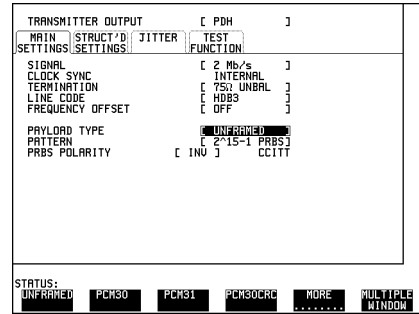 TRANSMITTER OUTPUT [ PDH ]
MAIN SETTINGS STRUCT'D SETTINGS JITTER TEST FUNCTION
SIGNAL [ 2 Mb/s ]
CLOCK SYNC INTERNAL
TERMINATION [ 75Ω UNBAL ]
LINE CODE [ HDB3 ]
FREQUENCY OFFSET [ OFF ]
PAYLOAD TYPE [ UNFRAMED ]
PATTERN [ 2^15-1 PRBS]
PRBS POLARITY [ INV ] CCITT
STATUS:
UNFRAMED PCM30 PCM31 PCM30CRC MORE ........ MULTIPLE WINDOW